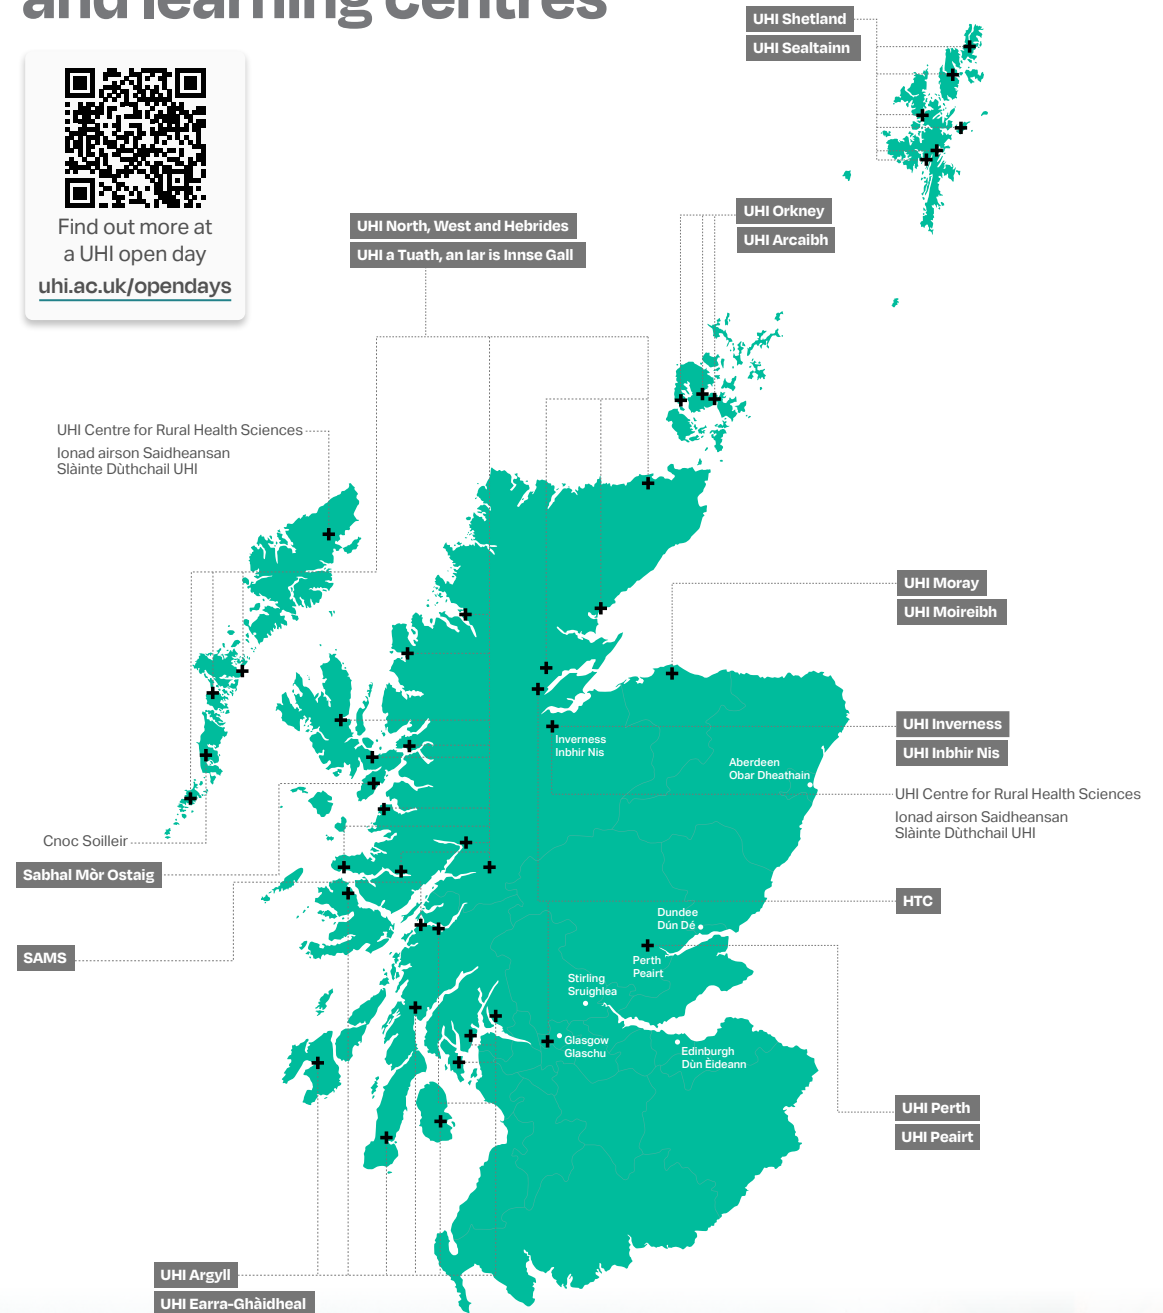 and learning centres
Find out more at
a UHI open day
uhi.ac.uk/opendays
UHI Shetland
UHI Sealtainn
UHI North, West and Hebrides
UHI a Tuath, an Iar is Innse Gall
UHI Orkney
UHI Arcaibh
UHI Centre for Rural Health Sciences
Ionad airson Saidheansan
Slàinte Dùthchail UHI
UHI Moray
UHI Moireibh
UHI Inverness
UHI Inbhir Nis
Inverness
Inbhir Nis
Aberdeen
Obar Dheathain
UHI Centre for Rural Health Sciences
Ionad airson Saidheansan
Slàinte Dùthchail UHI
Cnoc Soilleir
Sabhal Mòr Ostaig
HTC
Dundee
Dún Dé
SAMS
Perth
Peairt
Stirling
Sruighlea
Glasgow
Glaschu
Edinburgh
Dùn Èideann
UHI Perth
UHI Peairt
UHI Argyll
UHI Earra-Ghàidheal